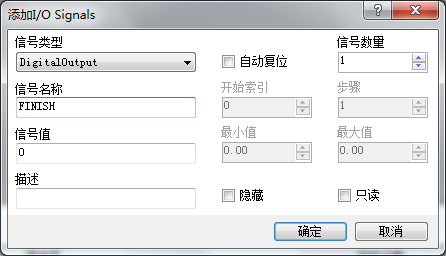 添加I/O Signals
信号类型
DigitalOutput
自动复位
信号数量
1
信号名称
FINISH
开始索引
0
步骤
1
信号值
0
最小值
0.00
最大值
0.00
描述
隐藏
只读
确定
取消